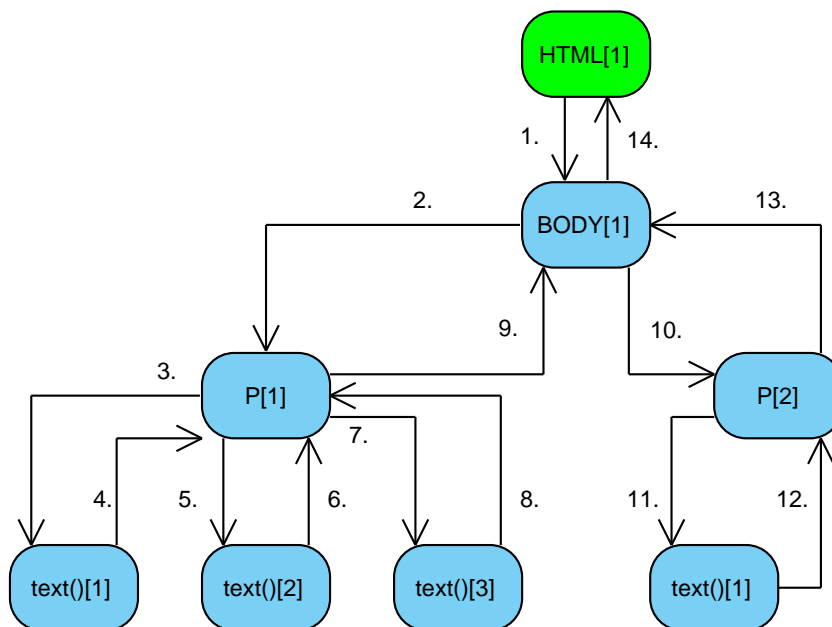 HTML[1]
1.
14.
BODY[1]
2.
13.
9.
10.
3.
P[1]
P[2]
7.
4.
5.
6.
8.
11.
12.
text()[1]
text()[2]
text()[3]
text()[1]